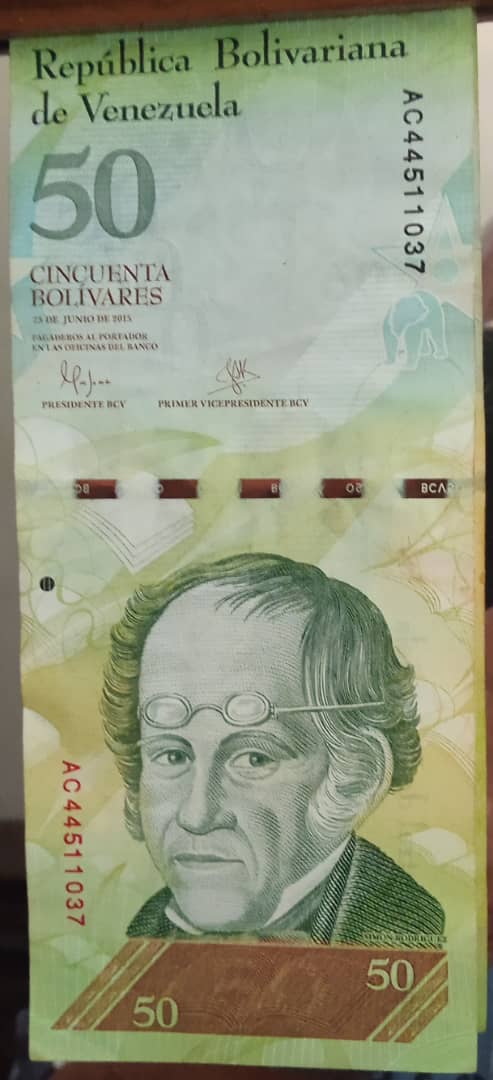 República Bolivariana
de Venezuela
AC44511037
50
CINCUENTA
BOLÍVARES
23 DE JUNIO DE 2015
PAGADEROS AL PORTADOR
EN LAS OFICINAS DEL BANCO
PRESIDENTE BCV
PRIMER VICEPRESIDENTE BCV
BCV
AC44511037
SIMÓN RODRÍGUEZ
50
50